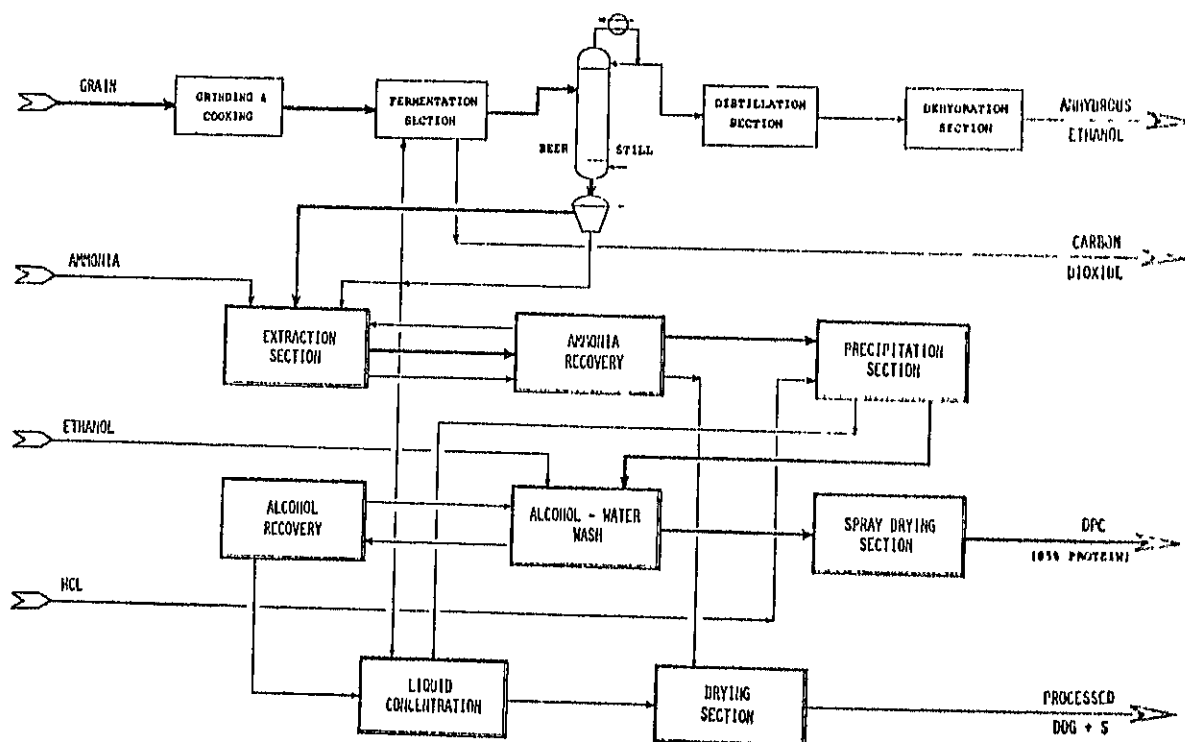 GRAIN
GRINDING &
COOKING
FERMENTATION
SECTION
BEER STILL
DISTILLATION
SECTION
DEHYDRATION
SECTION
ANHYDROUS
ETHANOL
CARBON
DIOXIDE
AMMONIA
EXTRACTION
SECTION
AMMONIA
RECOVERY
PRECIPITATION
SECTION
ETHANOL
ALCOHOL
RECOVERY
ALCOHOL - WATER
WASH
SPRAY DRYING
SECTION
DPC
PROTEIN)
HCL
LIQUID
CONCENTRATION
DRYING
SECTION
PROCESSED
DDG + S